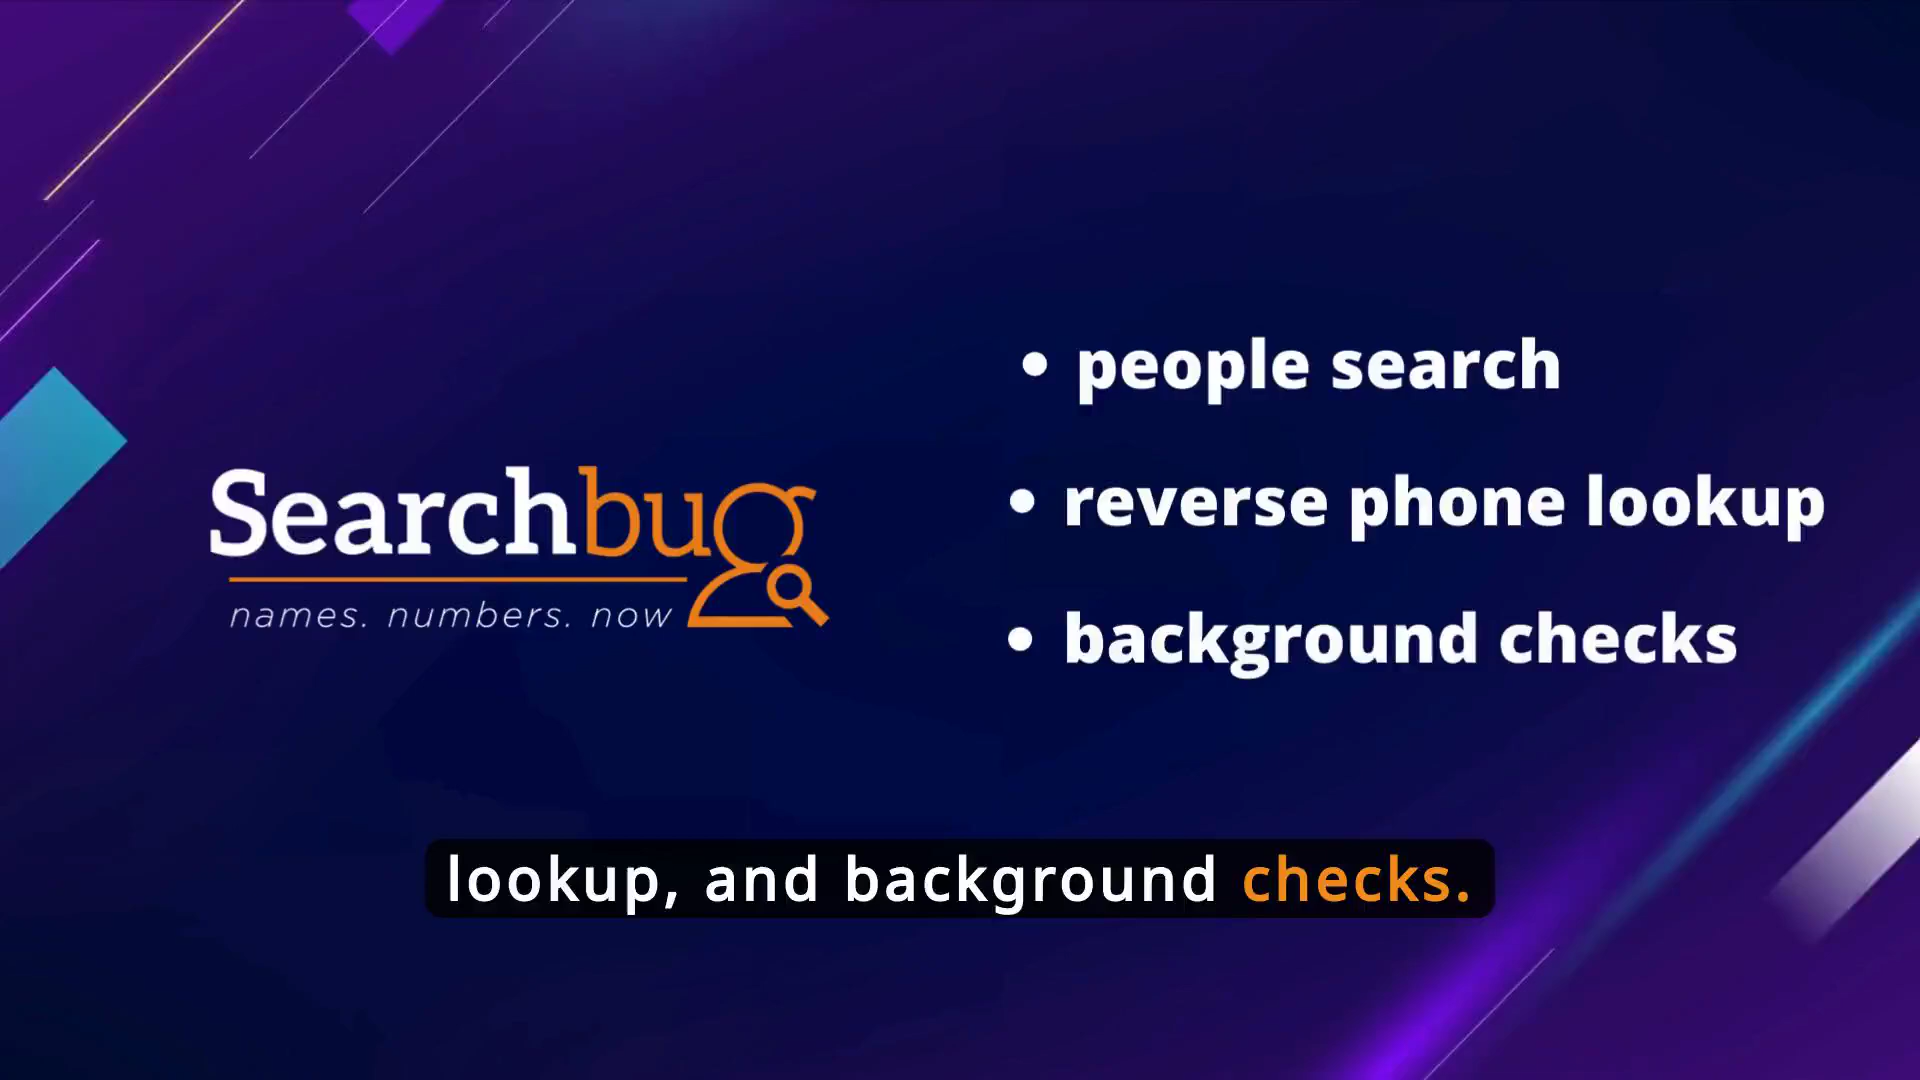 Searchbug
names. numbers. now
• people search
• reverse phone lookup
• background checks
lookup, and background checks.